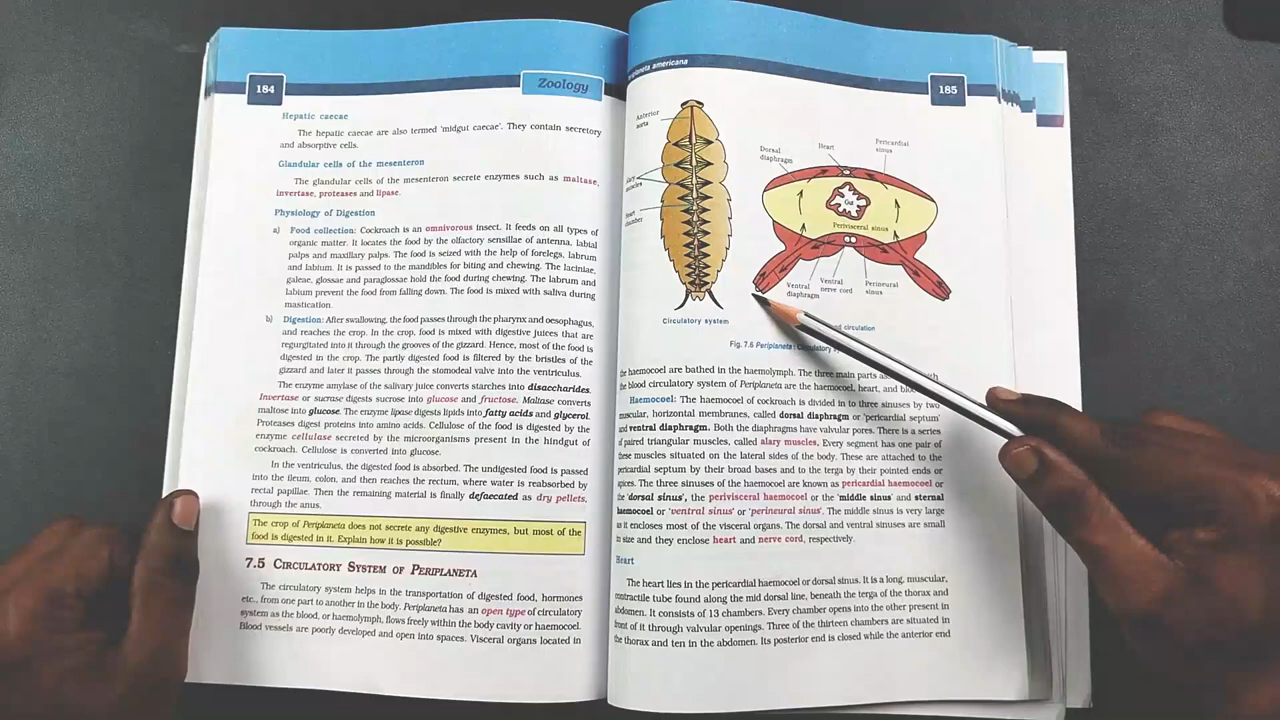 184
Zoology
Hepatic caecae
The hepatic caecae are also termed 'midgut caecae'. They contain secretory
and absorptive cells.
Glandular cells of the mesenteron
The glandular cells of the mesenteron secrete enzymes such as maltase,
invertase, proteases and lipase.
Physiology of Digestion
a) Food collection: Cockroach is an omnivorous insect. It feeds on all types of
organic matter. It locates the food by the olfactory sensillae of antenna, labial
palps and maxillary palps. The food is seized with the help of forelegs, labrum
and labium. It is passed to the mandibles for biting and chewing. The laciniae,
galeae, glossae and paraglossae hold the food during chewing. The labrum and
labium prevent the food from falling down. The food is mixed with saliva during
mastication.
b) Digestion: After swallowing, the food passes through the pharynx and oesophagus,
and reaches the crop. In the crop, food is mixed with digestive juices that are
regurgitated into it through the grooves of the gizzard. Hence, most of the food is
digested in the crop. The partly digested food is filtered by the bristles of the
gizzard and later it passes through the stomodeal valve into the ventriculus.
The enzyme amylase of the salivary juice converts starches into disaccharides.
Invertase or sucrase digests sucrose into glucose and fructose. Maltase converts
maltose into glucose. The enzyme lipase digests lipids into fatty acids and glycerol.
Proteases digest proteins into amino acids. Cellulose of the food is digested by the
enzyme cellulase secreted by the microorganisms present in the hindgut of
cockroach. Cellulose is converted into glucose.
In the ventriculus, the digested food is absorbed. The undigested food is passed
into the ileum, colon, and then reaches the rectum, where water is reabsorbed by
rectal papillae. Then the remaining material is finally defaecated as dry pellets,
through the anus.
The crop of Periplaneta does not secrete any digestive enzymes, but most of the
food is digested in it. Explain how it is possible?
7.5 CIRCULATORY SYSTEM OF PERIPLANETA
The circulatory system helps in the transportation of digested food, hormones
etc., from one part to another in the body. Periplaneta has an open type of circulatory
system as the blood, or haemolymph, flows freely within the body cavity or haemocoel.
Blood vessels are poorly developed and open into spaces. Visceral organs located in
americana
185
Anterior
aorta
muscles
chamber
Circulatory system
Dorsal
diaphragm
Heart
Pericardial
sinus
Gut
Perivisceral sinus
Ventral
diaphragm
Ventral
nerve cord
Perineural
sinus
circulation
Fig. 7.6 Periplaneta:
the haemocoel are bathed in the haemolymph. The three main parts
the blood circulatory system of Periplaneta are the haemocoel, heart, and
Haemocoel: The haemocoel of cockroach is divided in to three sinuses by two
muscular, horizontal membranes, called dorsal diaphragm or 'pericardial septum'
and ventral diaphragm. Both the diaphragms have valvular pores. There is a series
of paired triangular muscles, called alary muscles. Every segment has one pair of
these muscles situated on the lateral sides of the body. These are attached to the
pericardial septum by their broad bases and to the terga by their pointed ends or
apices. The three sinuses of the haemocoel are known as pericardial haemocoel or
the 'dorsal sinus', the perivisceral haemocoel or the 'middle sinus' and sternal
haemocoel or 'ventral sinus' or 'perineural sinus'. The middle sinus is very large
as it encloses most of the visceral organs. The dorsal and ventral sinuses are small
in size and they enclose heart and nerve cord, respectively.
Heart
The heart lies in the pericardial haemocoel or dorsal sinus. It is a long, muscular,
contractile tube found along the mid dorsal line, beneath the terga of the thorax and
abdomen. It consists of 13 chambers. Every chamber opens into the other present in
front of it through valvular openings. Three of the thirteen chambers are situated in
the thorax and ten in the abdomen. Its posterior end is closed while the anterior end